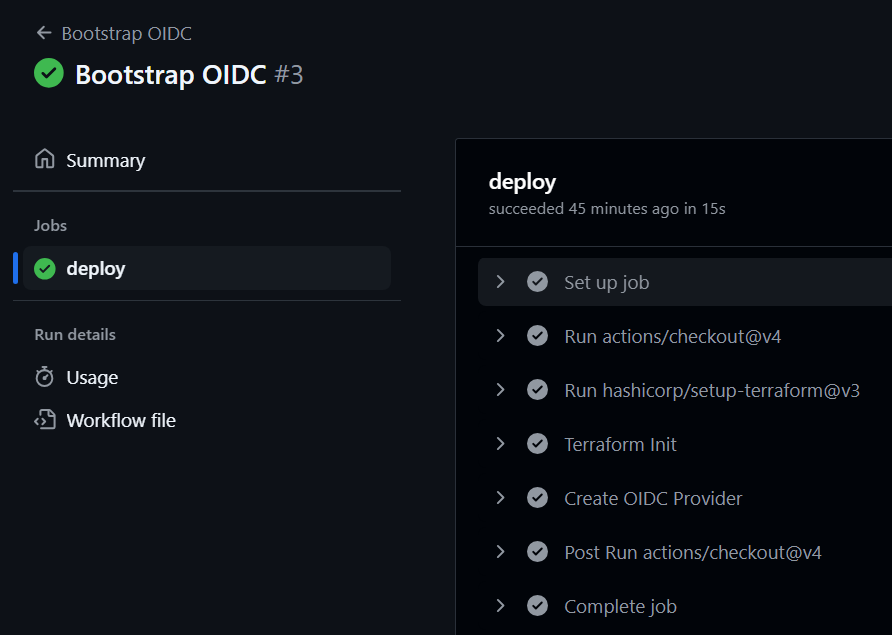 Bootstrap OIDC
Bootstrap OIDC #3
Summary
Jobs
deploy
Run details
Usage
Workflow file
deploy
succeeded 45 minutes ago in 15s
Set up job
Run actions/checkout@v4
Run hashicorp/setup-terraform@v3
Terraform Init
Create OIDC Provider
Post Run actions/checkout@v4
Complete job